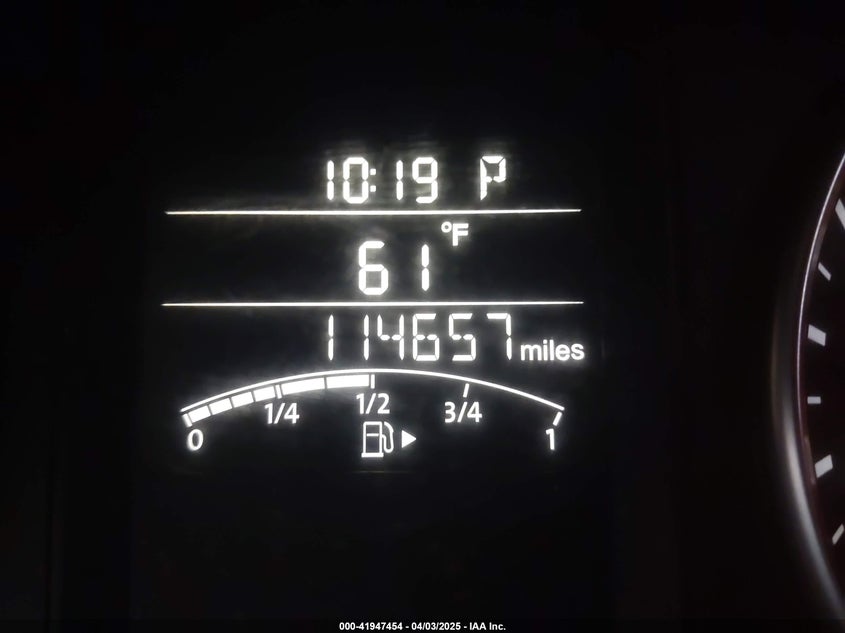 10:19 P
°F
61
114657 miles
0 1/4 1/2 3/4 1
000-41947454 - 04/03/2025 - IAA Inc.